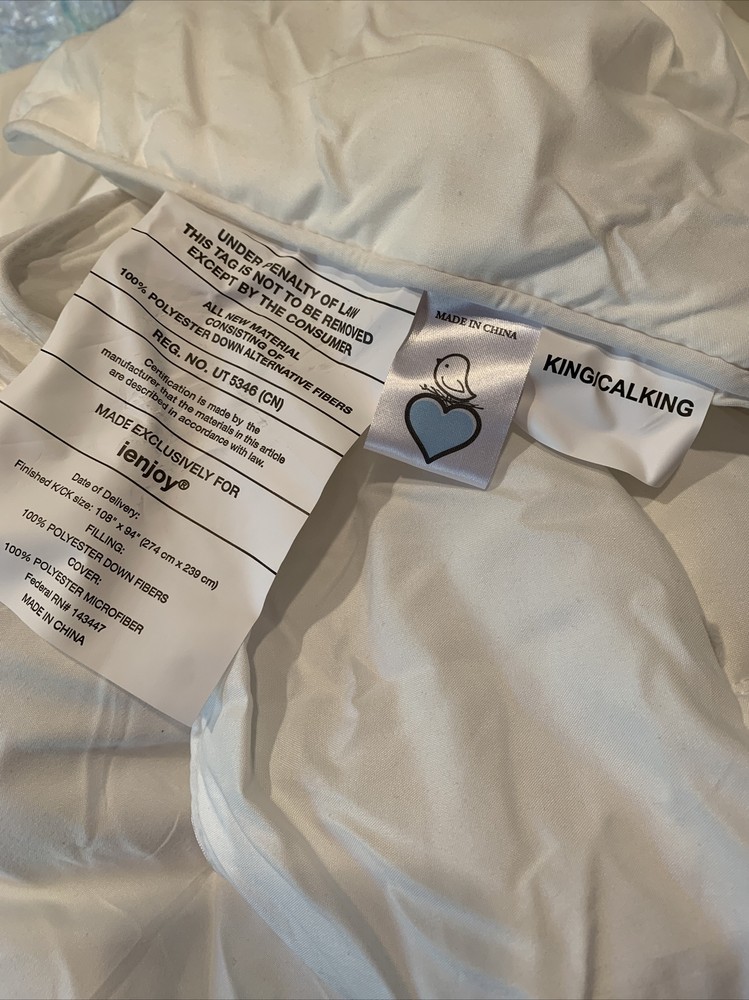 UNDER PENALTY OF LAW
THIS TAG IS NOT TO BE REMOVED
EXCEPT BY THE CONSUMER
ALL NEW MATERIAL
CONSISTING OF
100% POLYESTER DOWN ALTERNATIVE FIBERS
REG. NO. UT 5346 (CN)
Certification is made by the
manufacturer that the materials in this article
are described in accordance with law.
MADE EXCLUSIVELY FOR
ienjoy®
Date of Delivery:
Finished K/CK size: 108" x 94" (274 cm x 239 cm)
FILLING:
100% POLYESTER DOWN FIBERS
COVER:
100% POLYESTER MICROFIBER
Federal RN# 143447
MADE IN CHINA
MADE IN CHINA
KING/CALKING